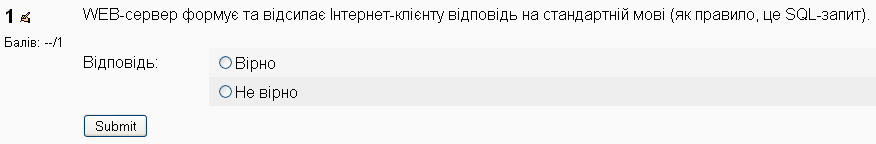 1 WEB-сервер формує та відсилає Інтернет-клієнту відповідь на стандартній мові (як правило, це SQL-запит).
Балів: --/1
Відповідь:
Вірно
Не вірно
Submit